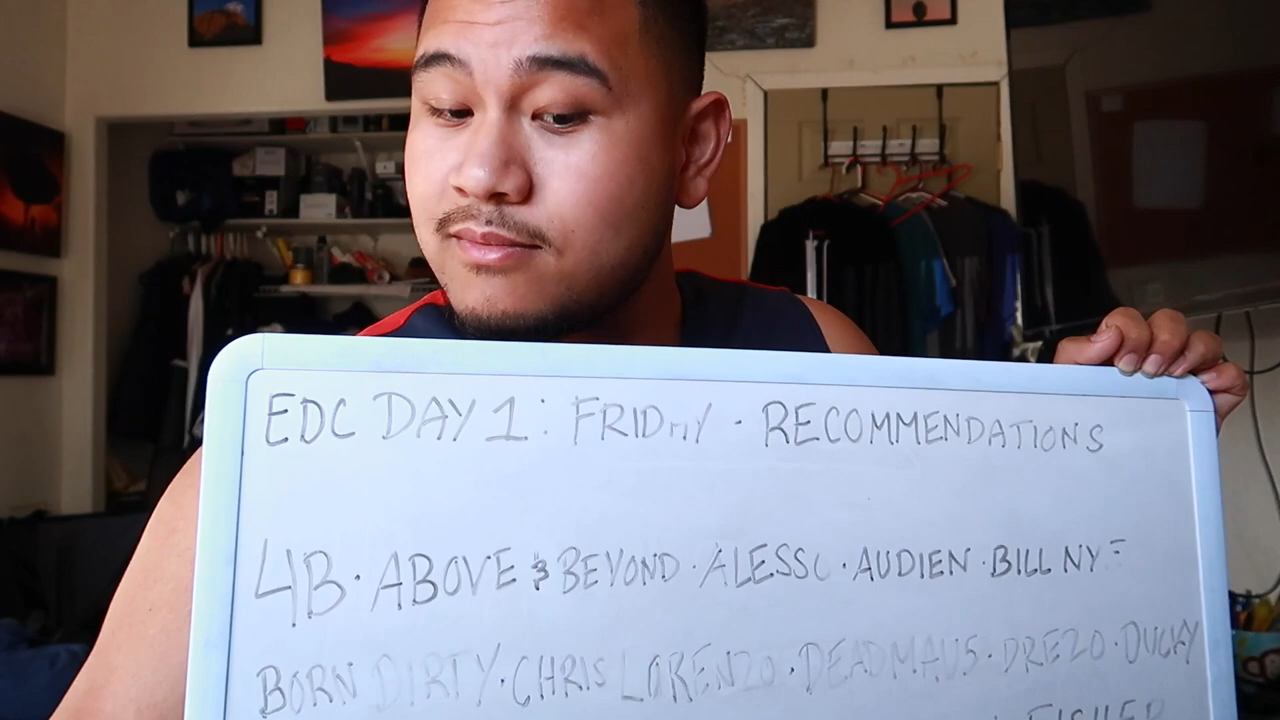 EDC DAY 1: FRIDAY · RECOMMENDATIONS
4B · ABOVE & BEYOND · ALESSO · AUDIEN · BILL NYE
BORN DIRTY · CHRIS LORENZO · DEADMAU5 · DREZO · DUCKY
FISHER